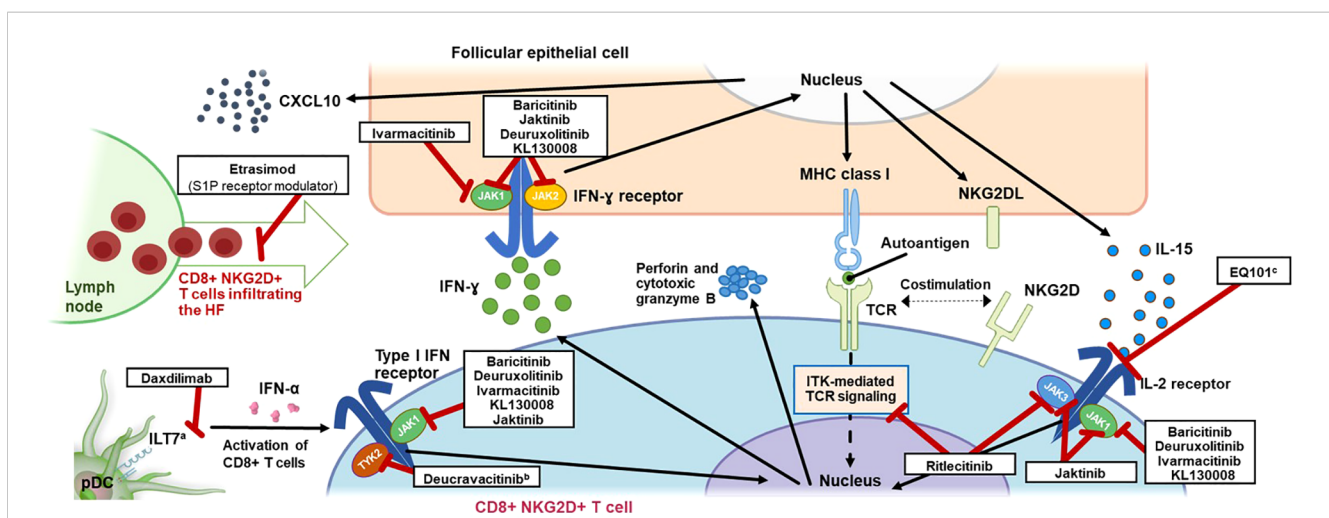 Follicular epithelial cell
Nucleus
CXCL10
Baricitinib
Jaktinib
Deuruxolitinib
KL130008
Ivarmacitinib
Etrasimod
(S1P receptor modulator)
JAK1
JAK2
IFN-ɣ receptor
MHC class I
NKG2DL
Autoantigen
IL-15
EQ101ᶜ
Lymph
node
CD8+ NKG2D+
T cells infiltrating
the HF
IFN-ɣ
Perforin and
cytotoxic
granzyme B
TCR
Costimulation
NKG2D
Daxdilimab
IFN-α
ILT7ᵃ
Activation of
CD8+ T cells
pDC
Type I IFN
receptor
JAK1
TYK2
Baricitinib
Deuruxolitinib
Ivarmacitinib
KL130008
Jaktinib
Deucravacitinibᵇ
ITK-mediated
TCR signaling
JAK3
JAK1
IL-2 receptor
Ritlecitinib
Jaktinib
Baricitinib
Deuruxolitinib
Ivarmacitinib
KL130008
Nucleus
CD8+ NKG2D+ T cell